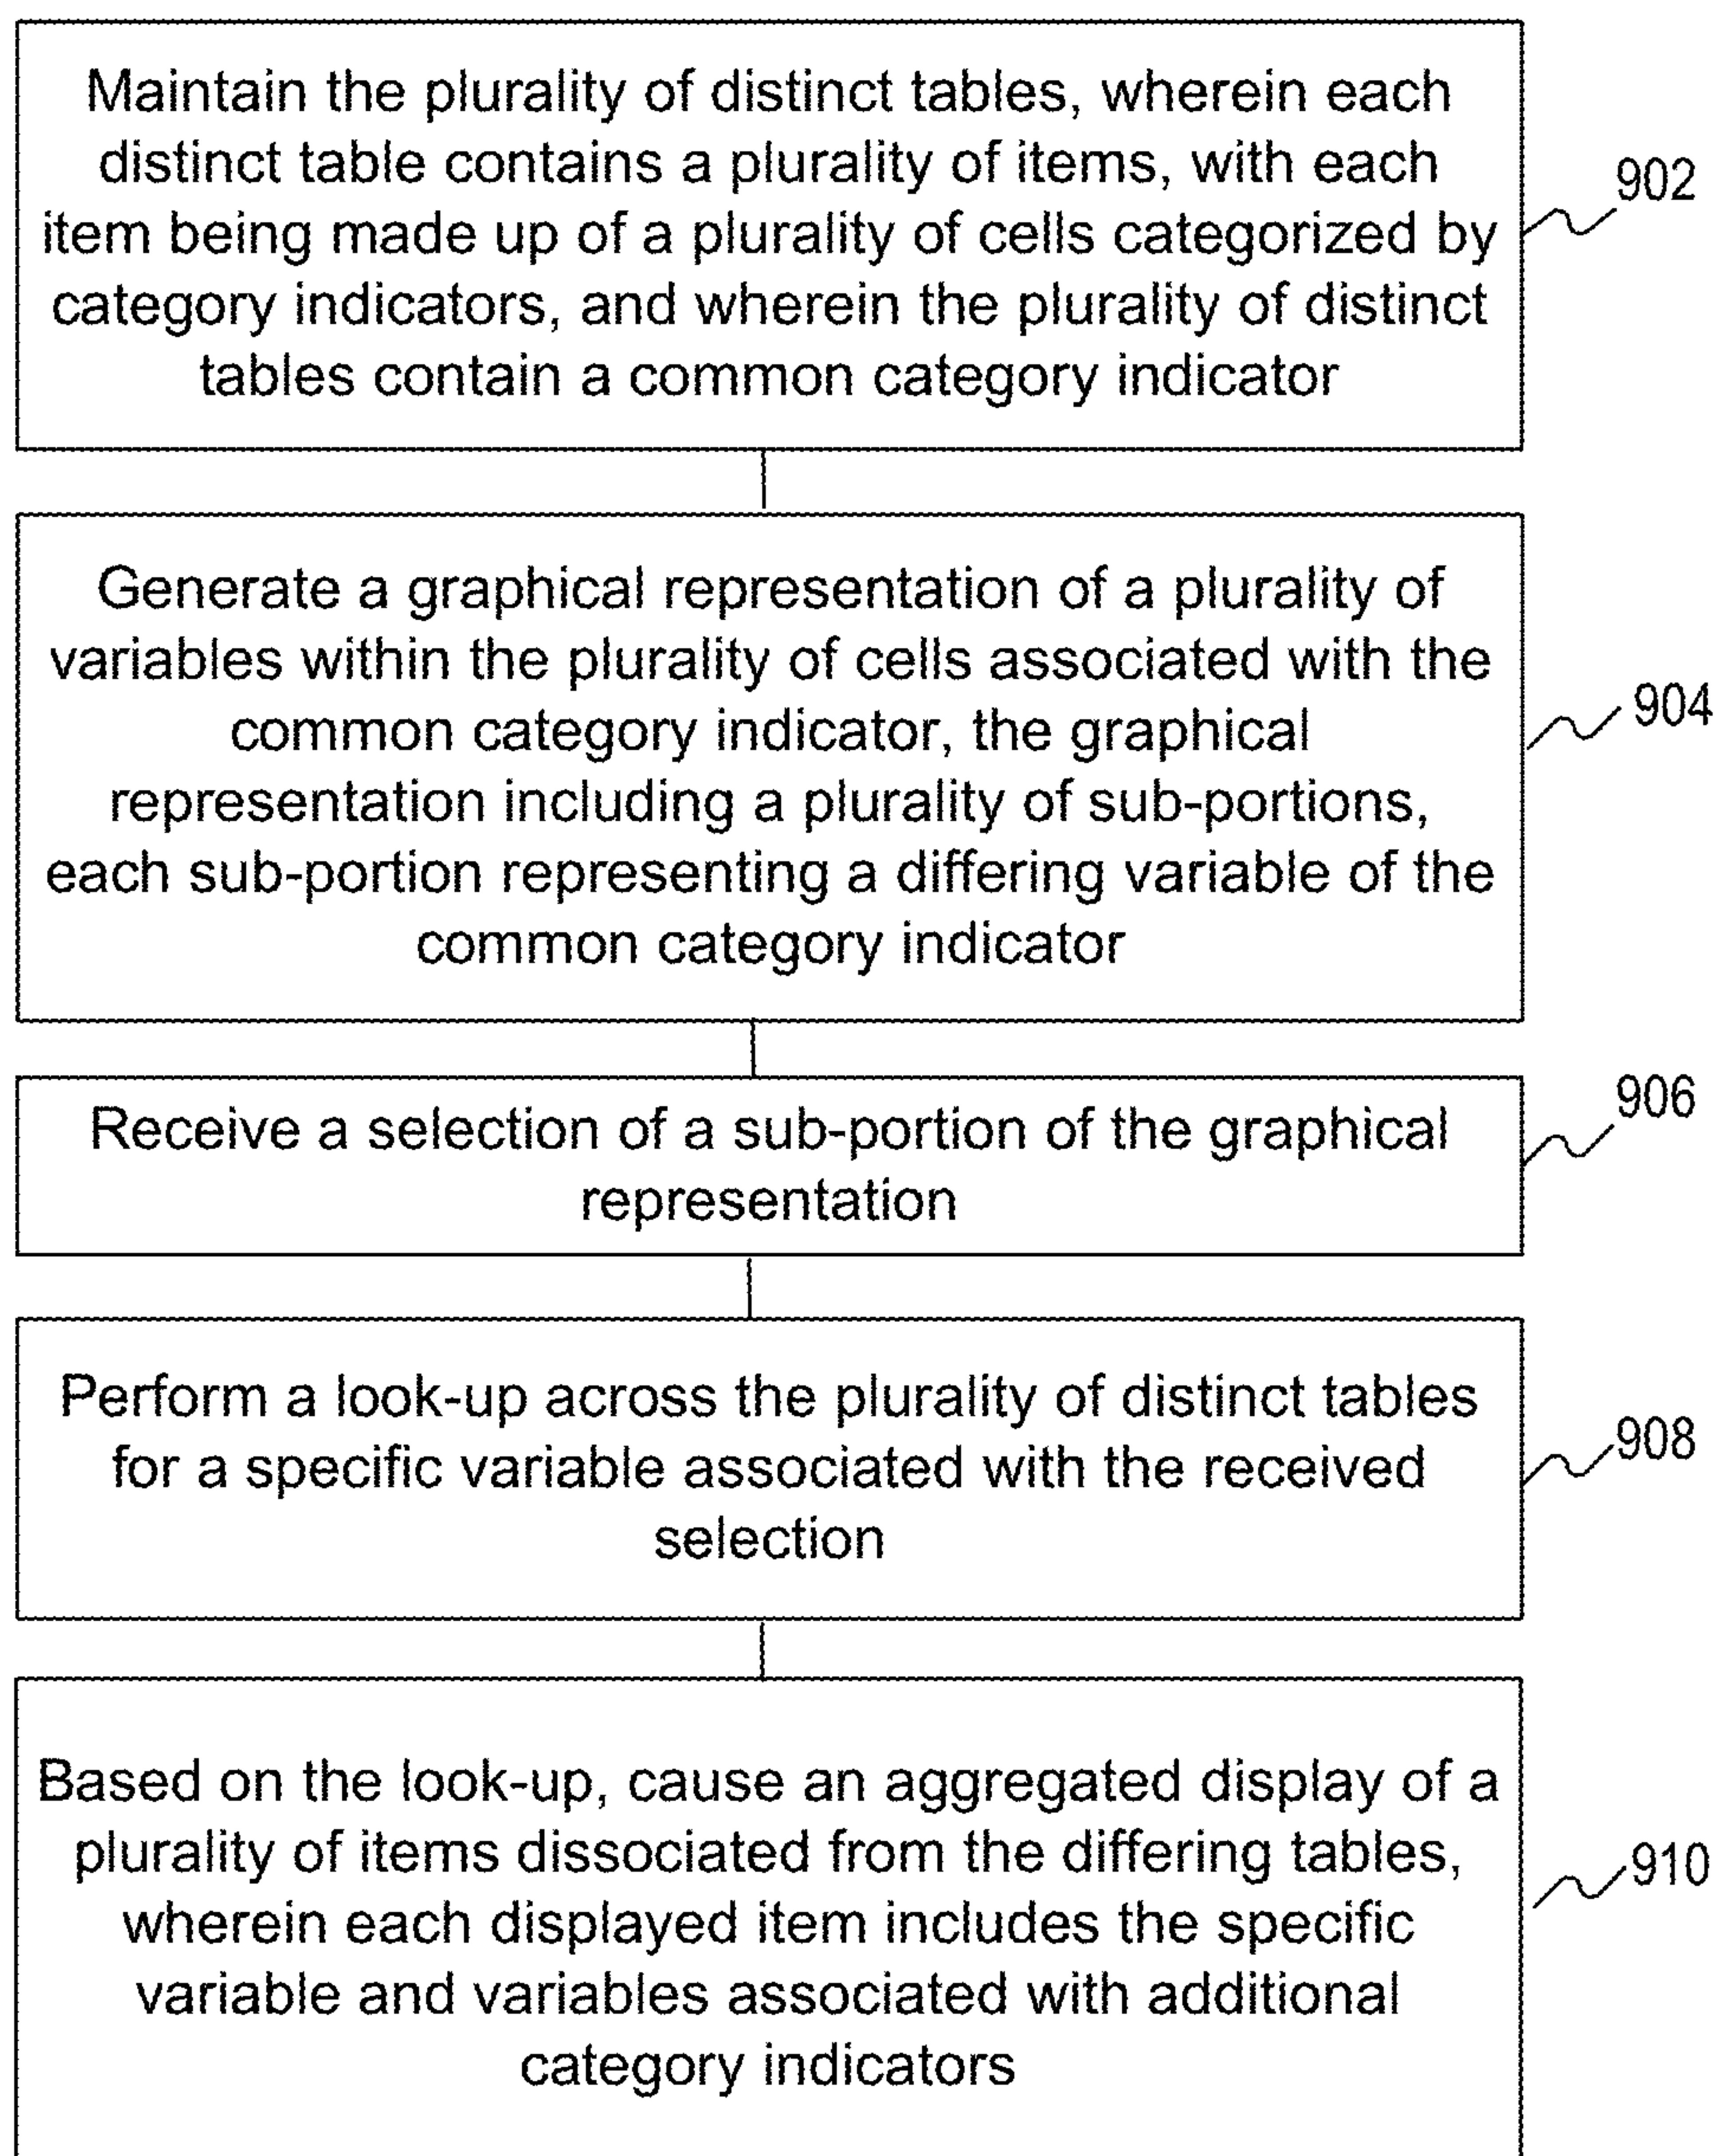 Maintain the plurality of distinct tables, wherein each
distinct table contains a plurality of items, with each
item being made up of a plurality of cells categorized by
category indicators, and wherein the plurality of distinct
tables contain a common category indicator
902
Generate a graphical representation of a plurality of
variables within the plurality of cells associated with the
common category indicator, the graphical
representation including a plurality of sub-portions,
each sub-portion representing a differing variable of the
common category indicator
904
Receive a selection of a sub-portion of the graphical
representation
906
Perform a look-up across the plurality of distinct tables
for a specific variable associated with the received
selection
908
Based on the look-up, cause an aggregated display of a
plurality of items dissociated from the differing tables,
wherein each displayed item includes the specific
variable and variables associated with additional
category indicators
910